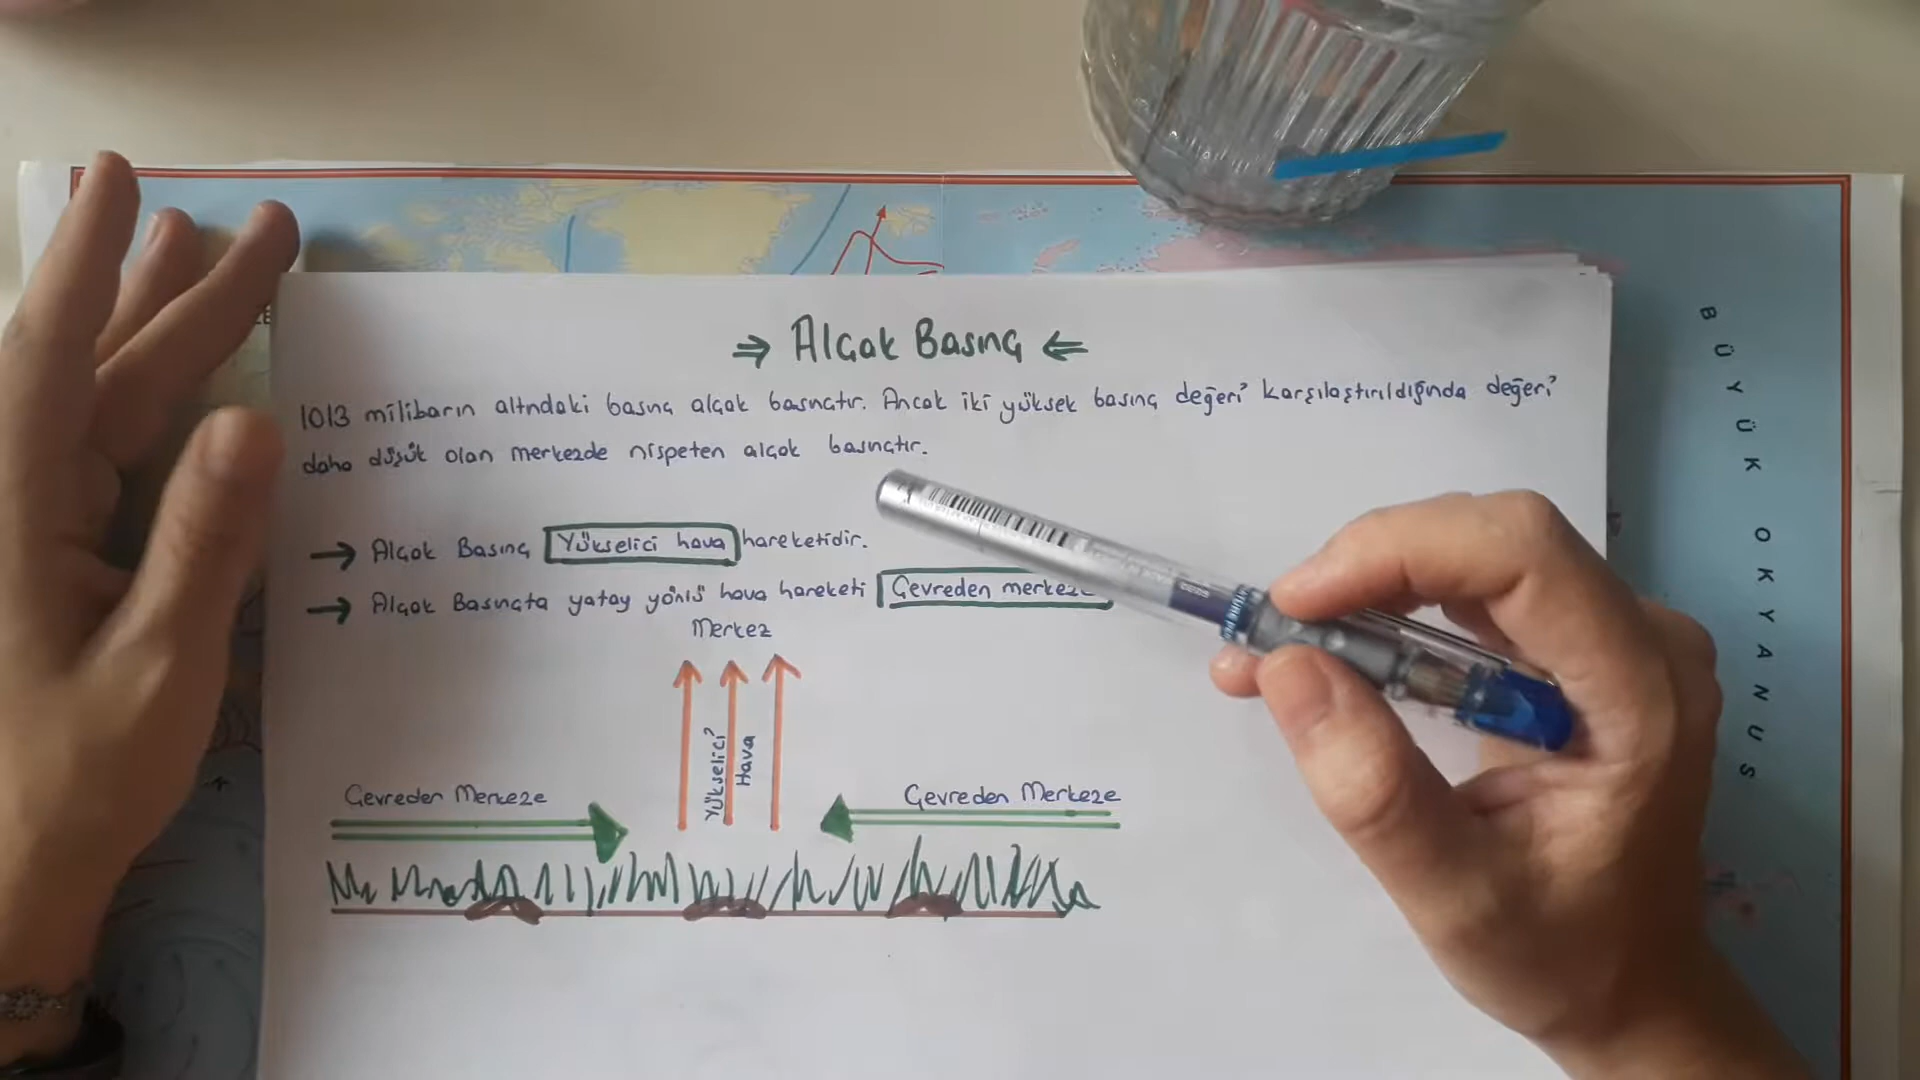 ⇒ Alçak Basınç ⇐
1013 milibarın altındaki basınç alçak basınçtır. Ancak iki yüksek basınç değeri karşılaştırıldığında değeri
daha düşük olan merkezde nispeten alçak basınçtır.
→ Alçak Basınç Yükselici hava hareketidir.
→ Alçak Basınçta yatay yönlü hava hareketi Çevreden merkeze
Merkez
Yükselici
Hava
Çevreden Merkeze
Çevreden Merkeze
BÜYÜK OKYANUS